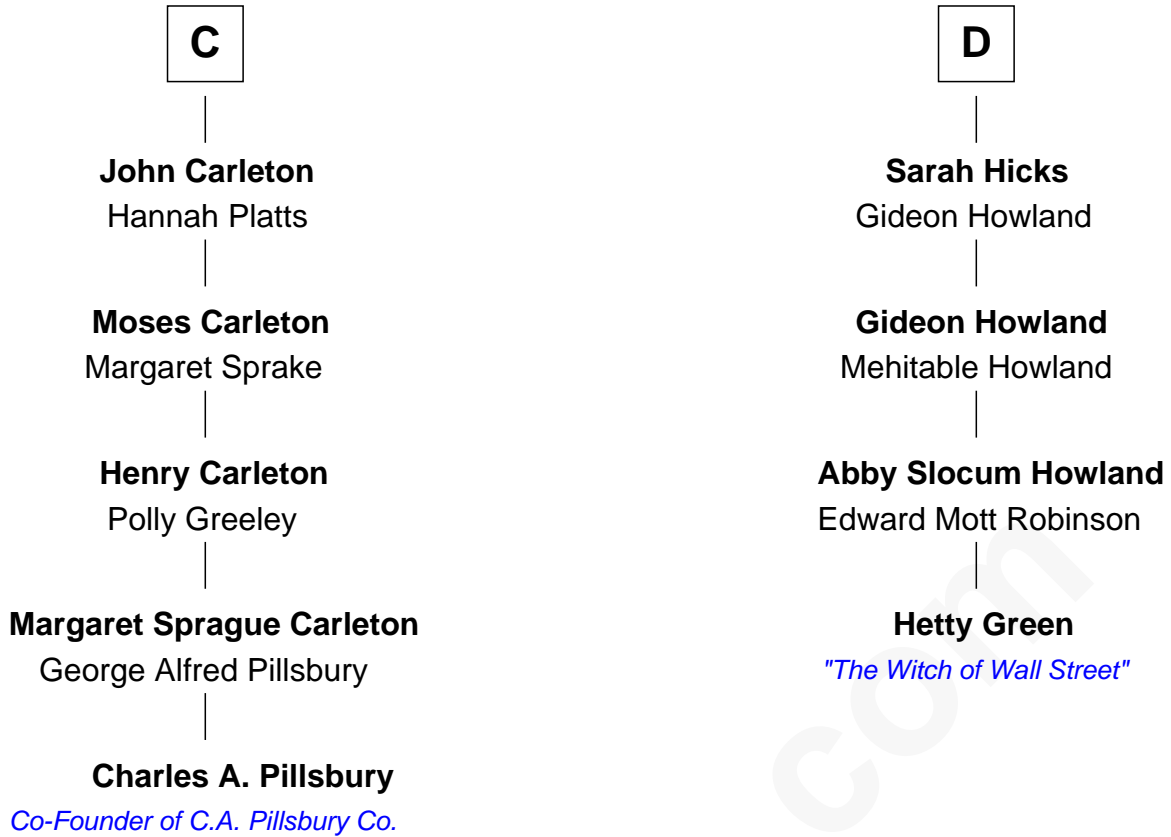 C
John Carleton
Hannah Platts
Moses Carleton
Margaret Sprake
Henry Carleton
Polly Greeley
Margaret Sprague Carleton
George Alfred Pillsbury
Charles A. Pillsbury
Co-Founder of C.A. Pillsbury Co.
D
Sarah Hicks
Gideon Howland
Gideon Howland
Mehitable Howland
Abby Slocum Howland
Edward Mott Robinson
Hetty Green
"The Witch of Wall Street"
com